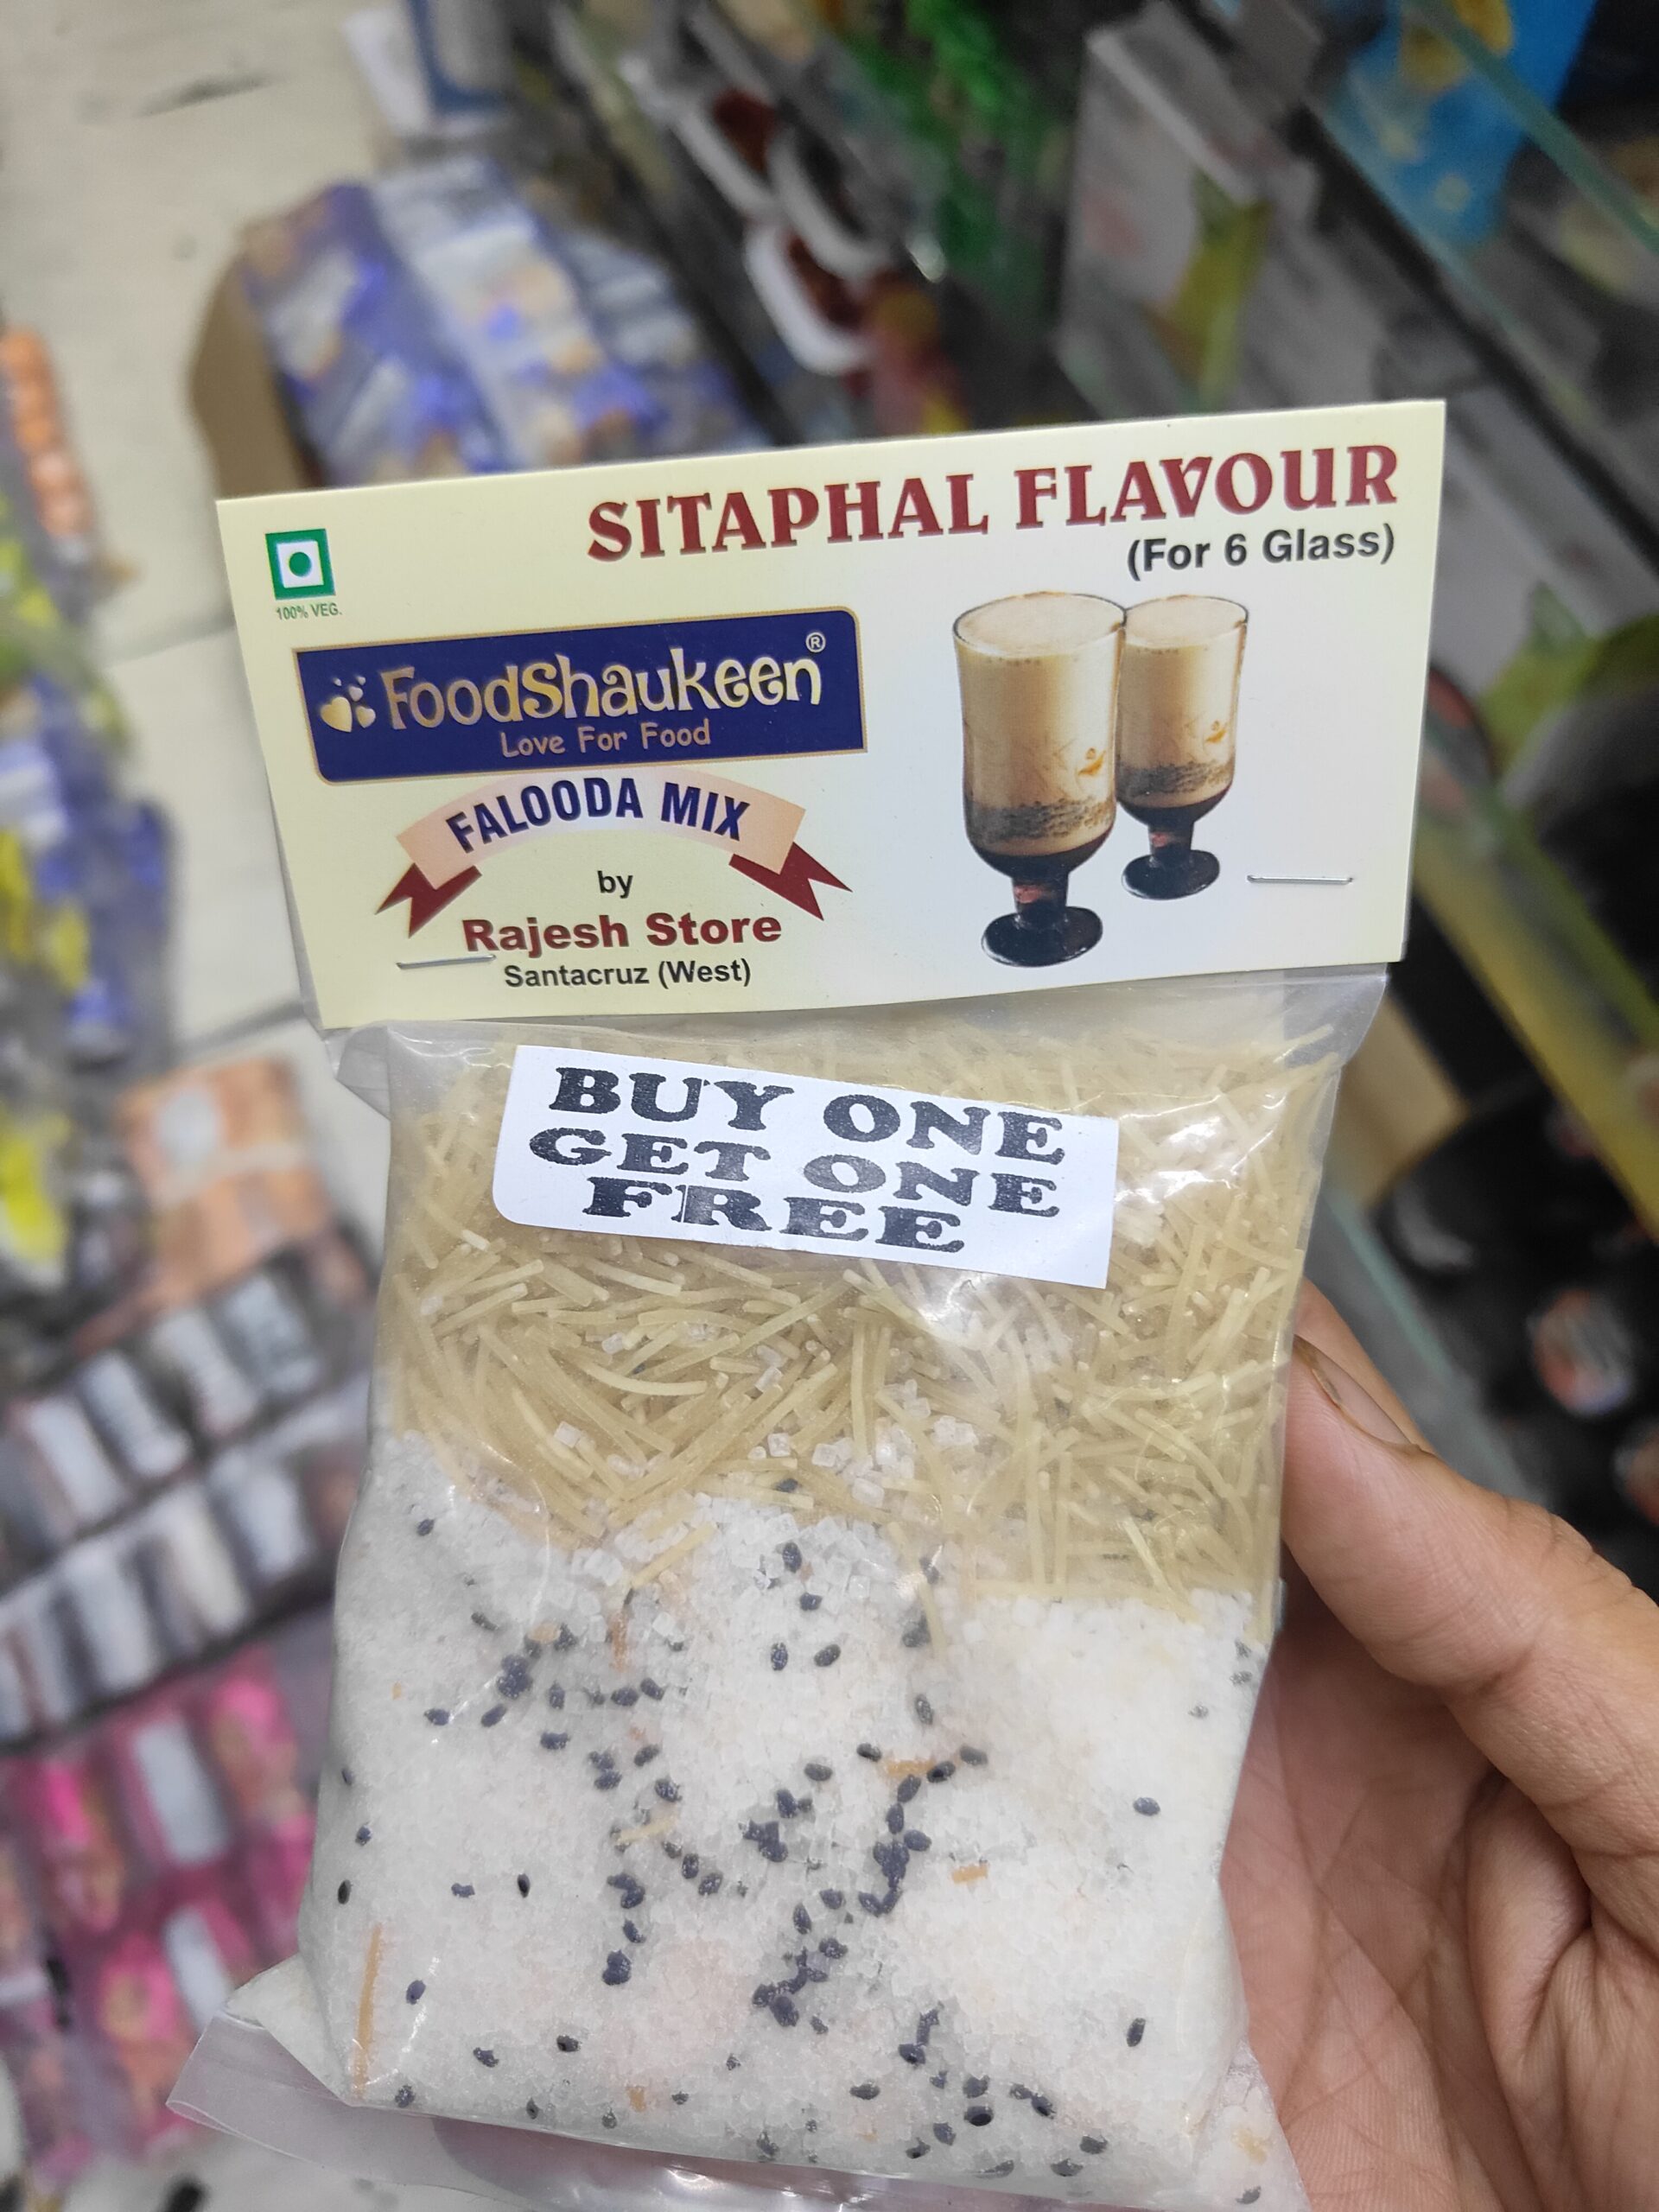 SITAPHAL FLAVOUR
(For 6 Glass)
100% VEG.
FoodShaukeen®
Love For Food
FALOODA MIX
by
Rajesh Store
Santacruz (West)
BUY ONE
GET ONE
FREE